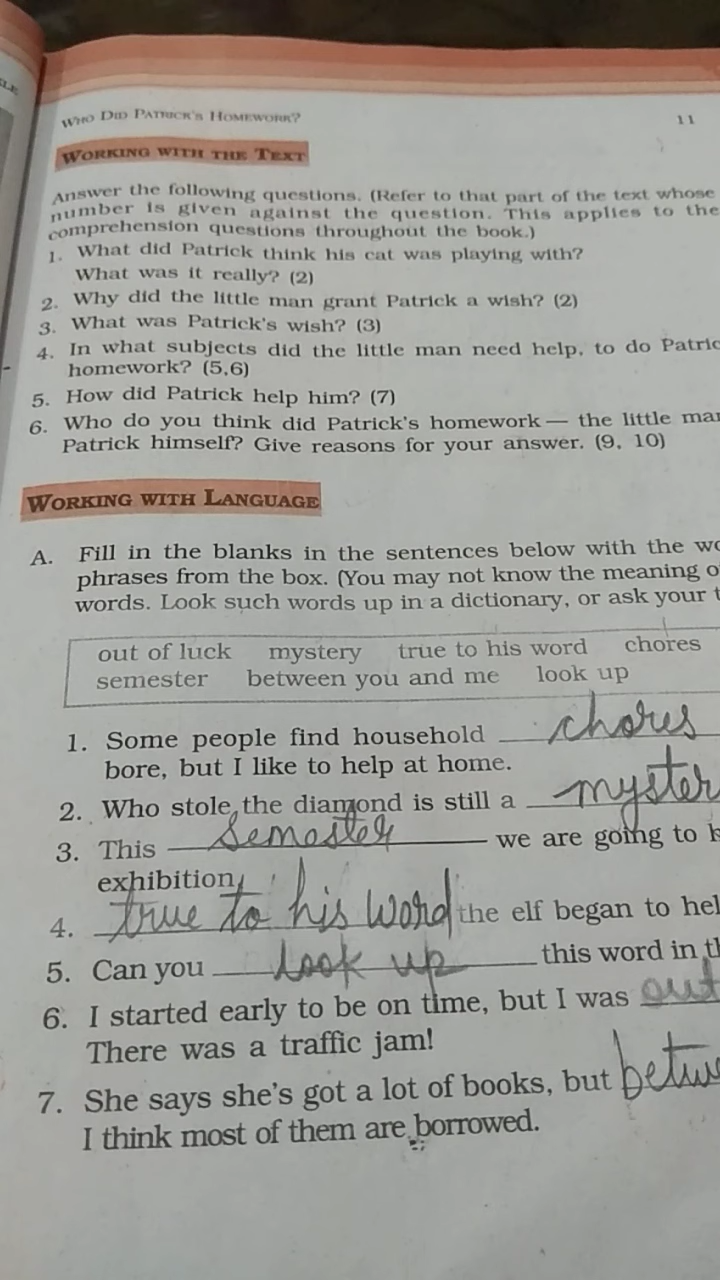 WHO DID PATRICK'S HOMEWORK?
11
WORKING WITH THE TEXT
Answer the following questions. (Refer to that part of the text whose
number is given against the question. This applies to the
comprehension questions throughout the book.)
1. What did Patrick think his cat was playing with?
What was it really? (2)
2. Why did the little man grant Patrick a wish? (2)
3. What was Patrick's wish? (3)
4. In what subjects did the little man need help, to do Patric
homework? (5,6)
5. How did Patrick help him? (7)
6. Who do you think did Patrick's homework — the little mar
Patrick himself? Give reasons for your answer. (9, 10)
WORKING WITH LANGUAGE
A. Fill in the blanks in the sentences below with the wo
phrases from the box. (You may not know the meaning o
words. Look such words up in a dictionary, or ask your t
out of luck mystery true to his word chores
semester between you and me look up
1. Some people find household chores
bore, but I like to help at home.
2. Who stole the diamond is still a myster
3. This Semester we are going to
exhibition.
4. true to his word the elf began to hel
5. Can you look up this word in th
6. I started early to be on time, but I was out
There was a traffic jam!
7. She says she's got a lot of books, but betwe
I think most of them are borrowed.